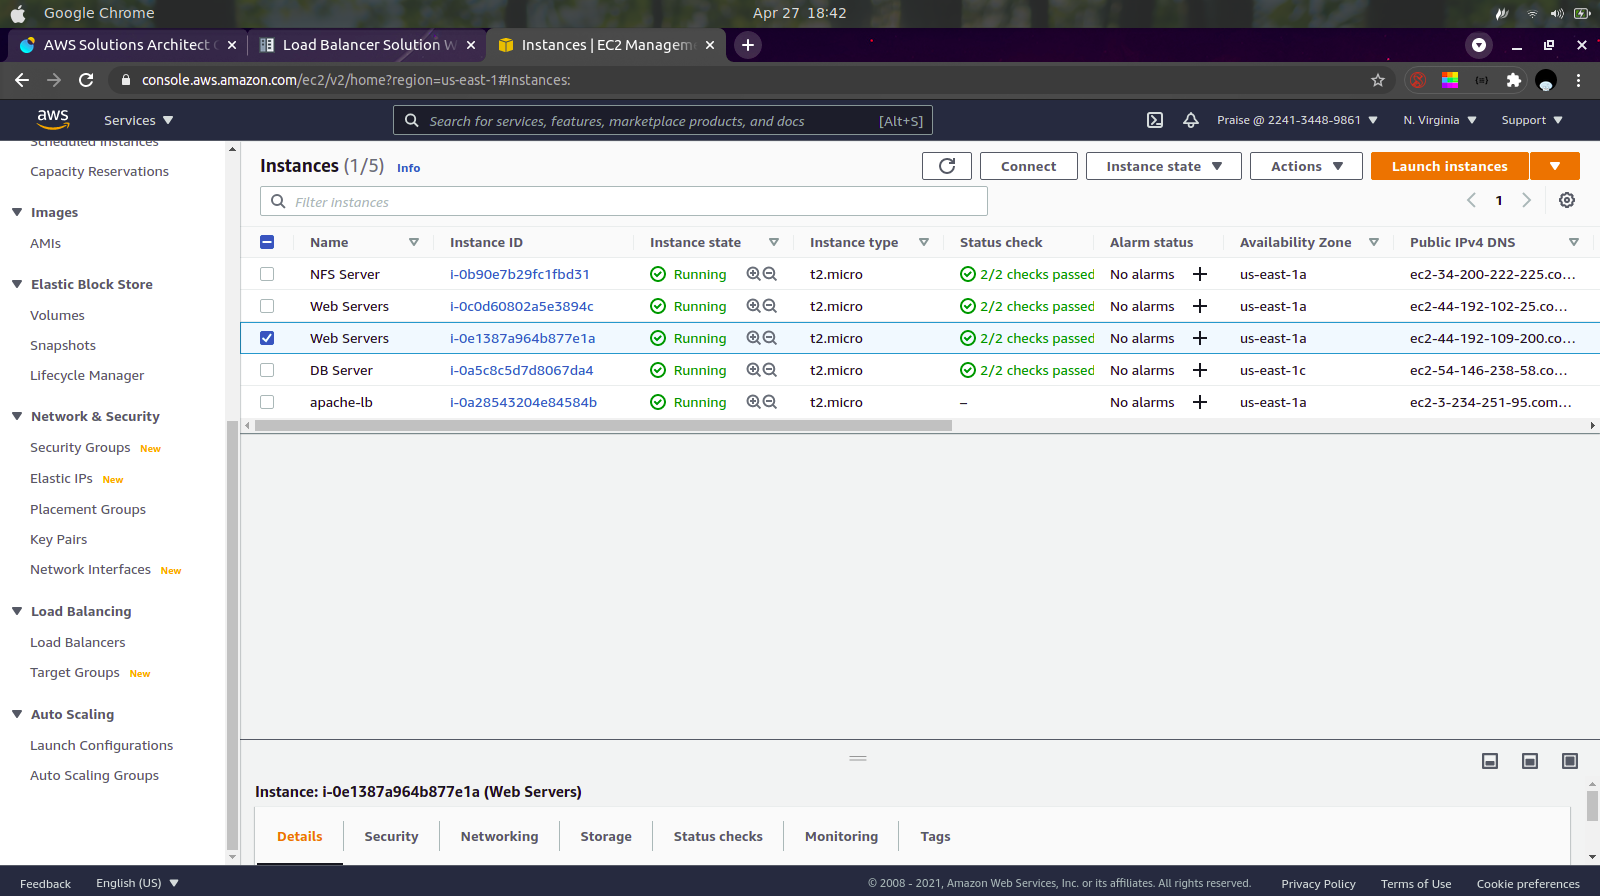 Google Chrome
Apr 27 18:42
AWS Solutions Architect
Load Balancer Solution W
Instances | EC2 Managem
console.aws.amazon.com/ec2/v2/home?region=us-east-1#Instances:
aws
Services
Search for services, features, marketplace products, and docs [Alt+S]
Praise @ 2241-3448-9861
N. Virginia
Support
Scheduled Instances
Capacity Reservations
Images
AMIs
Elastic Block Store
Volumes
Snapshots
Lifecycle Manager
Network & Security
Security Groups New
Elastic IPs New
Placement Groups
Key Pairs
Network Interfaces New
Load Balancing
Load Balancers
Target Groups New
Auto Scaling
Launch Configurations
Auto Scaling Groups
Instances (1/5) Info
Connect
Instance state
Actions
Launch instances
Filter instances
1
Name Instance ID Instance state Instance type Status check Alarm status Availability Zone Public IPv4 DNS
NFS Server i-0b90e7b29fc1fbd31 Running t2.micro 2/2 checks passed No alarms + us-east-1a ec2-34-200-222-225.co...
Web Servers i-0c0d60802a5e3894c Running t2.micro 2/2 checks passed No alarms + us-east-1a ec2-44-192-102-25.co...
Web Servers i-0e1387a964b877e1a Running t2.micro 2/2 checks passed No alarms + us-east-1a ec2-44-192-109-200.co...
DB Server i-0a5c8c5d7d8067da4 Running t2.micro 2/2 checks passed No alarms + us-east-1c ec2-54-146-238-58.co...
apache-lb i-0a28543204e84584b Running t2.micro – No alarms + us-east-1a ec2-3-234-251-95.com...
Instance: i-0e1387a964b877e1a (Web Servers)
Details Security Networking Storage Status checks Monitoring Tags
Feedback
English (US)
© 2008 - 2021, Amazon Web Services, Inc. or its affiliates. All rights reserved.
Privacy Policy
Terms of Use
Cookie preferences